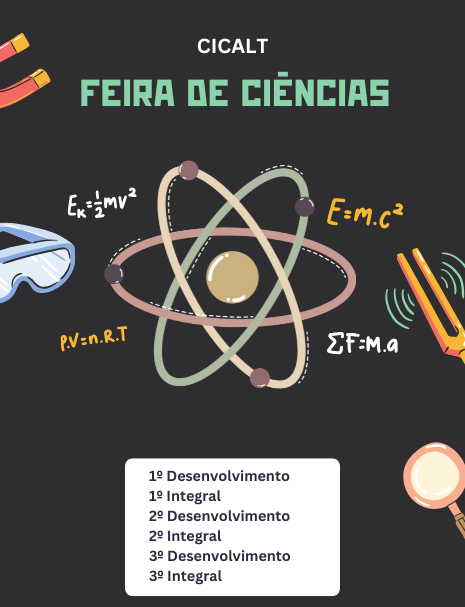 CICALT
FEIRA DE CIÊNCIAS
Eₖ=½mv²
E=m.c²
P.V=n.R.T
ΣF=m.a
1º Desenvolvimento
1º Integral
2º Desenvolvimento
2º Integral
3º Desenvolvimento
3º Integral